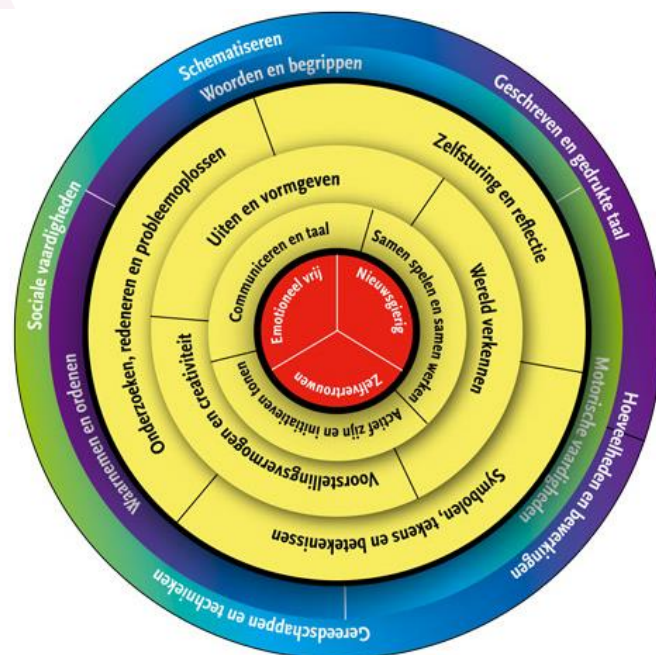 Schematiseren
Geschreven en gedrukte taal
Hoeveelheden en bewerkingen
Gereedschappen en technieken
Sociale vaardigheden
Woorden en begrippen
Motorische vaardigheden
Waarnemen en ordenen
Zelfsturing en reflectie
Symbolen, tekens en betekenissen
Onderzoeken, redeneren en probleemoplossen
Uiten en vormgeven
Wereld verkennen
Voorstellingsvermogen en creativiteit
Communiceren en taal
Samen spelen en samen werken
Actief zijn en initiatieven tonen
Emotioneel vrij
Nieuwsgierig
Zelfvertrouwen